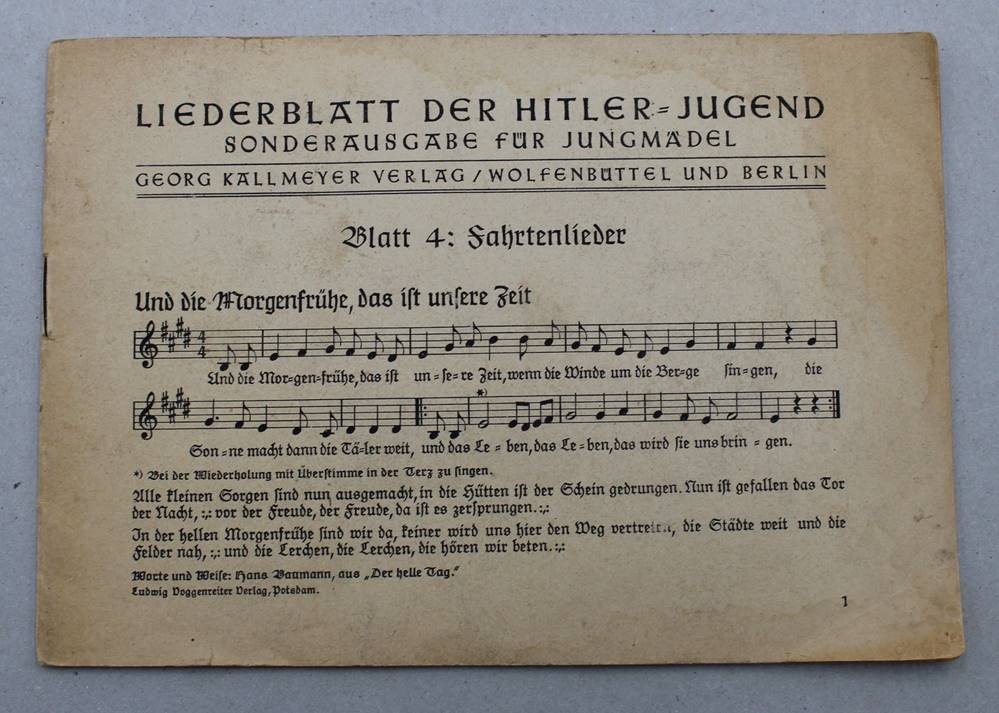 LIEDERBLATT DER HITLER-JUGEND
SONDERAUSGABE FÜR JUNGMÄDEL
GEORG KALLMEYER VERLAG / WOLFENBÜTTEL UND BERLIN
Blatt 4: Fahrtenlieder
Und die Morgenfrühe, das ist unsere Zeit
4
4
Und die Mor-gen-frühe, das ist un-se-re Zeit, wenn die Winde um die Ber-ge sin-gen, die
*)
Son-ne macht dann die Tä-ler weit, und das Le-ben, das Le-ben, das wird sie uns brin-gen.
*) Bei der Wiederholung mit Überstimme in der Terz zu singen.
Alle kleinen Sorgen sind nun ausgemacht, in die Hütten ist der Schein gedrungen. Nun ist gefallen das Tor
der Nacht, :,: vor der Freude, der Freude, da ist es zersprungen. :,:
In der hellen Morgenfrühe sind wir da, keiner wird uns hier den Weg vertreten, die Städte weit und die
Felder nah, :,: und die Lerchen, die Lerchen, die hören wir beten. :,:
Worte und Weise: Hans Baumann, aus „Der helle Tag.“
Ludwig Voggenreiter Verlag, Potsdam.
1